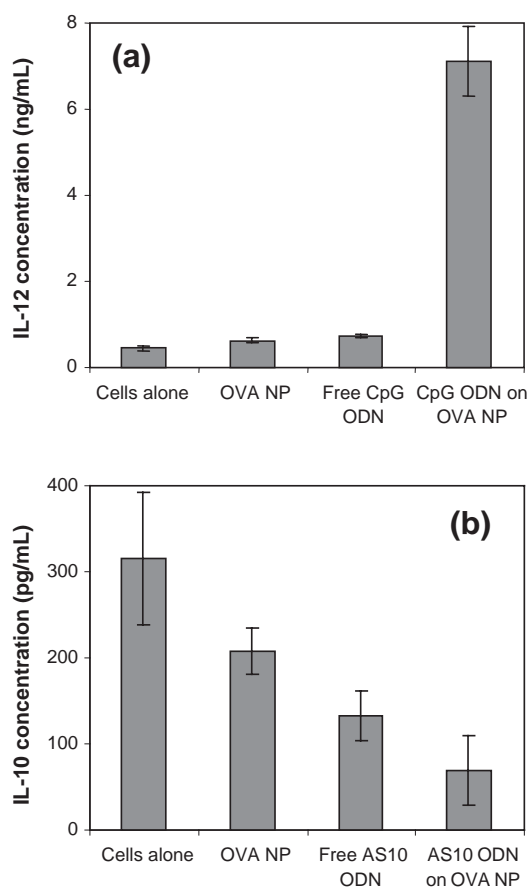 (a)
IL-12 concentration (ng/mL)
8
6
4
2
0
Cells alone
OVA NP
Free CpG
ODN
CpG ODN on
OVA NP
(b)
IL-10 concentration (pg/mL)
400
300
200
100
0
Cells alone
OVA NP
Free AS10
ODN
AS10 ODN
on OVA NP